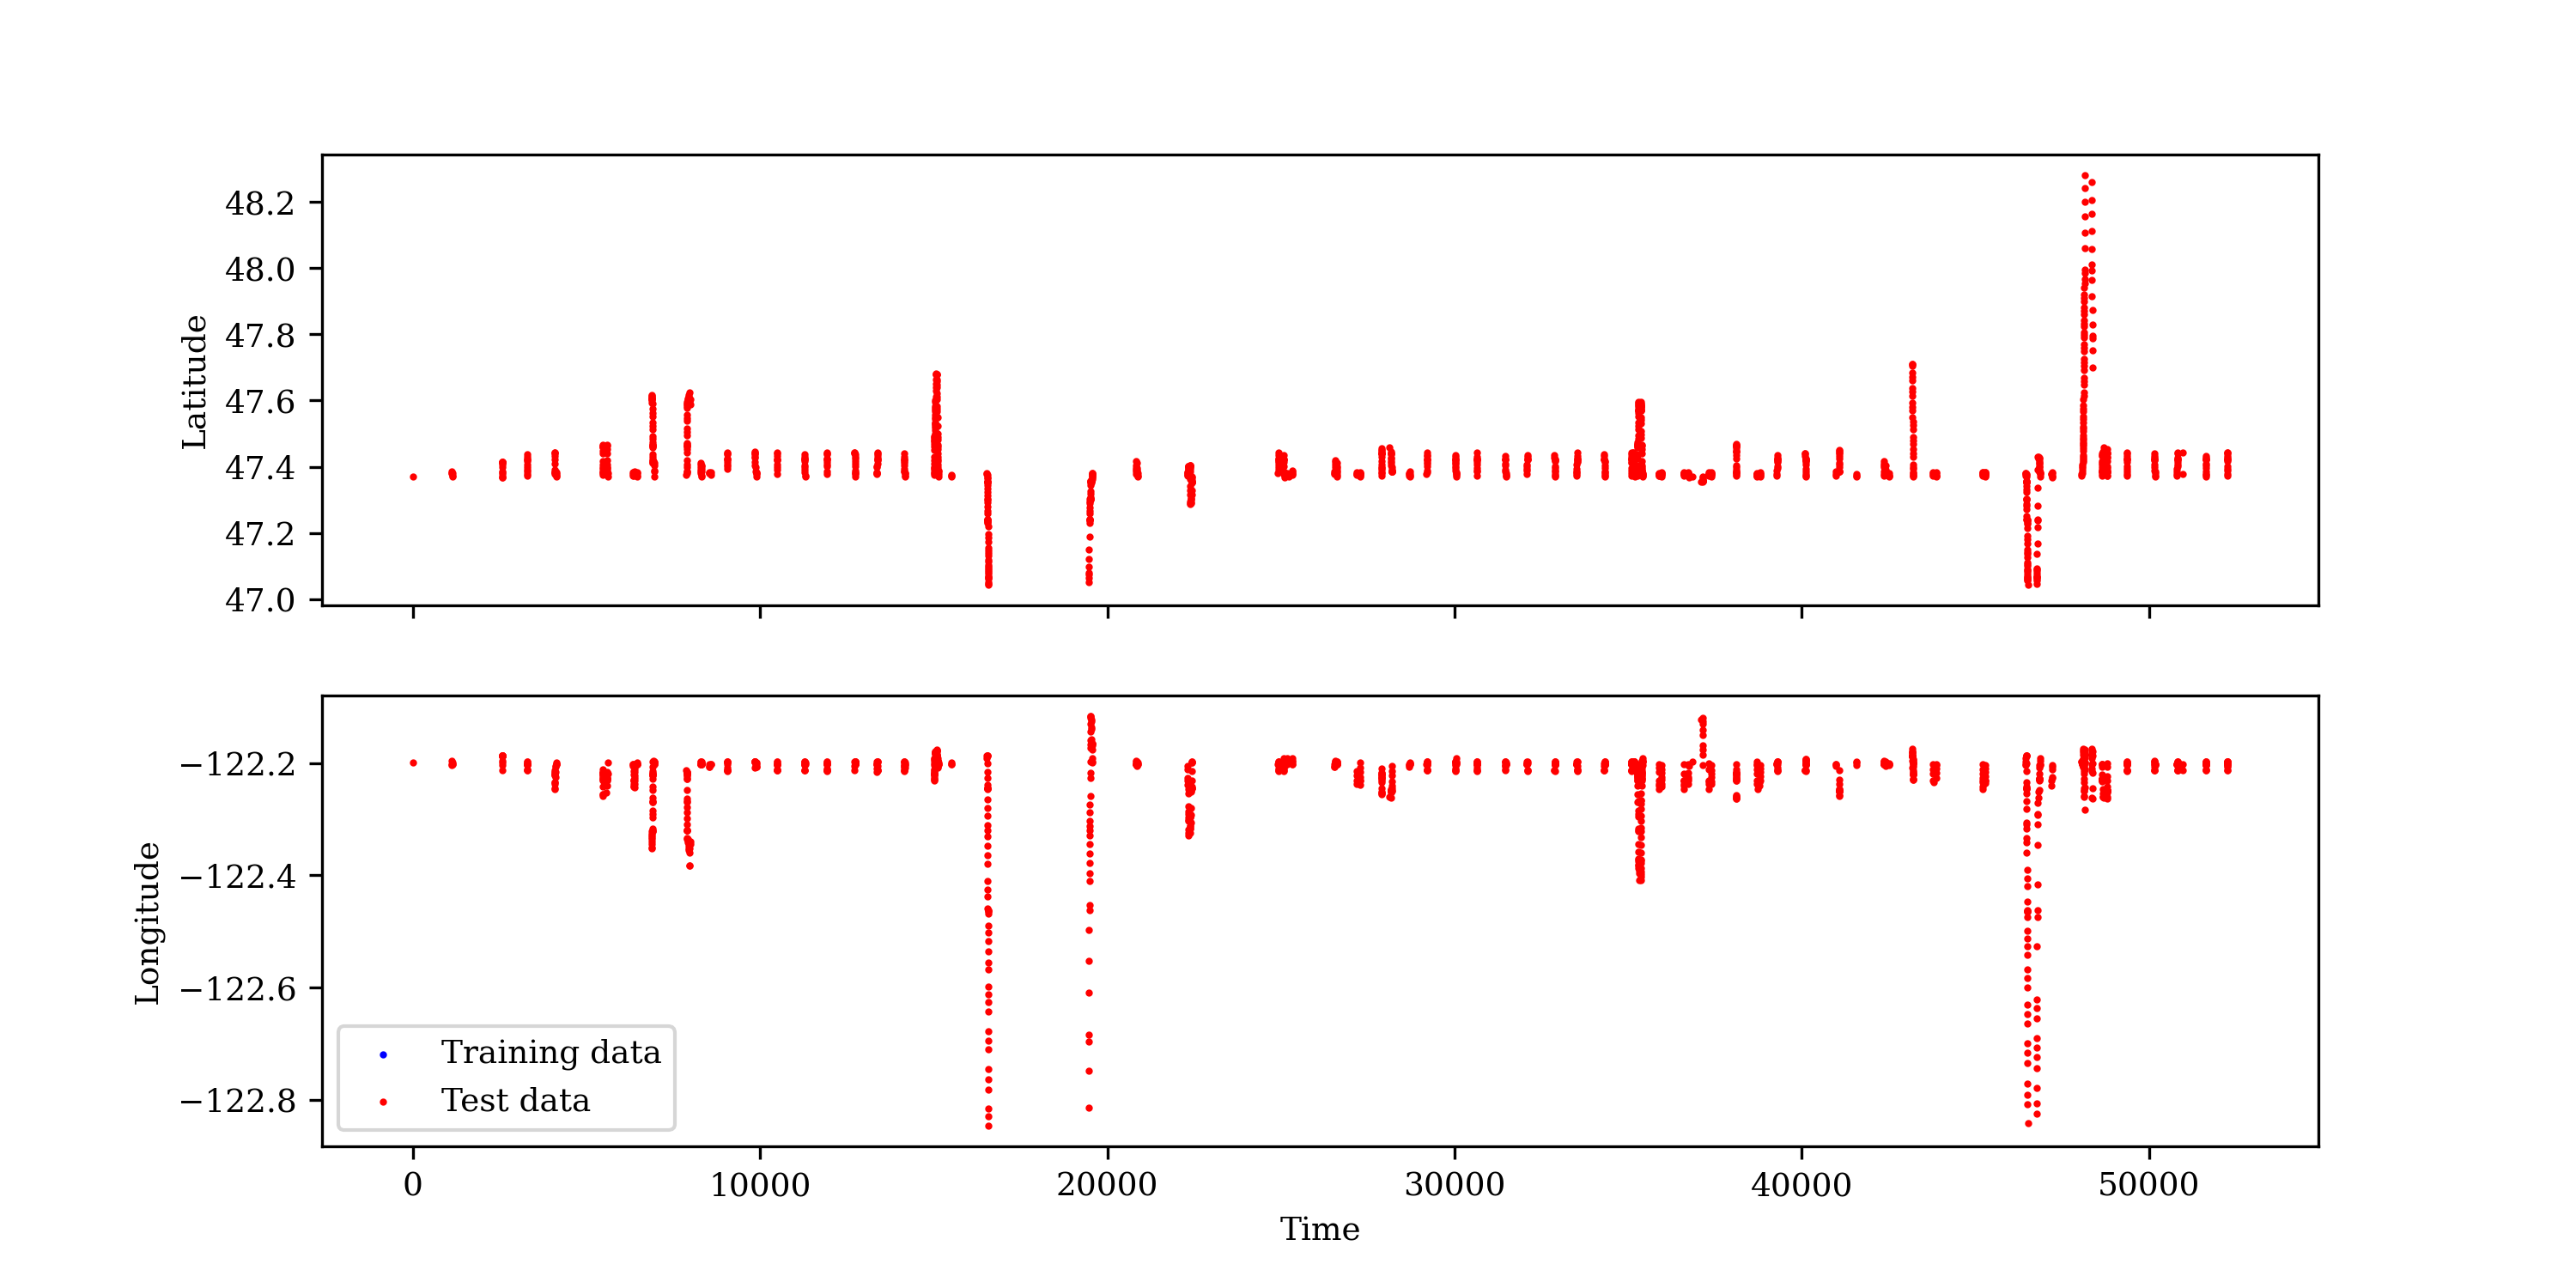 48.2
48.0
47.8
47.6
47.4
47.2
47.0
Latitude
−122.2
−122.4
−122.6
−122.8
Longitude
Training data
Test data
0 10000 20000 30000 40000 50000
Time